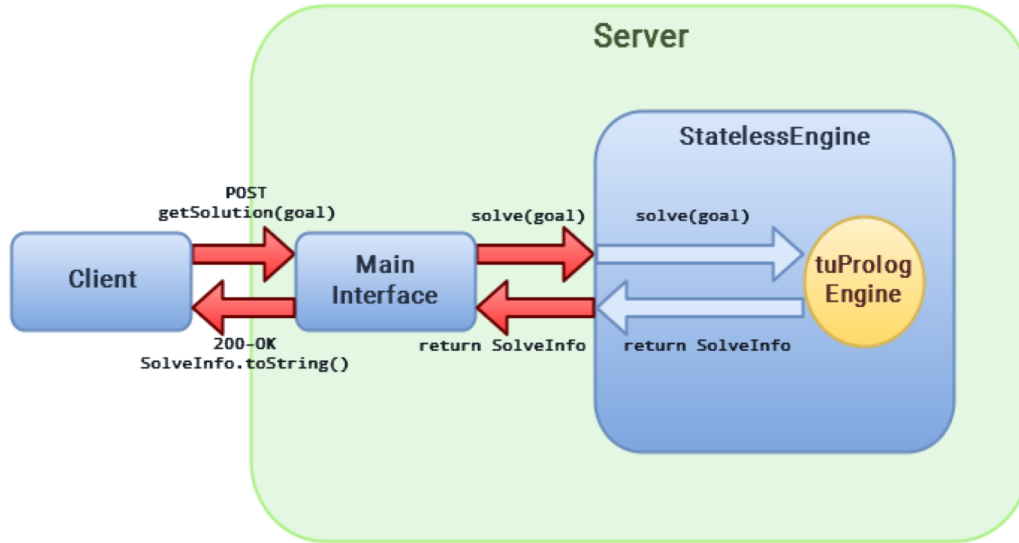 Server
StatelessEngine
POST
getSolution(goal)
solve(goal)
solve(goal)
Client
Main
Interface
tuProlog
Engine
200-OK
SolveInfo.toString()
return SolveInfo
return SolveInfo